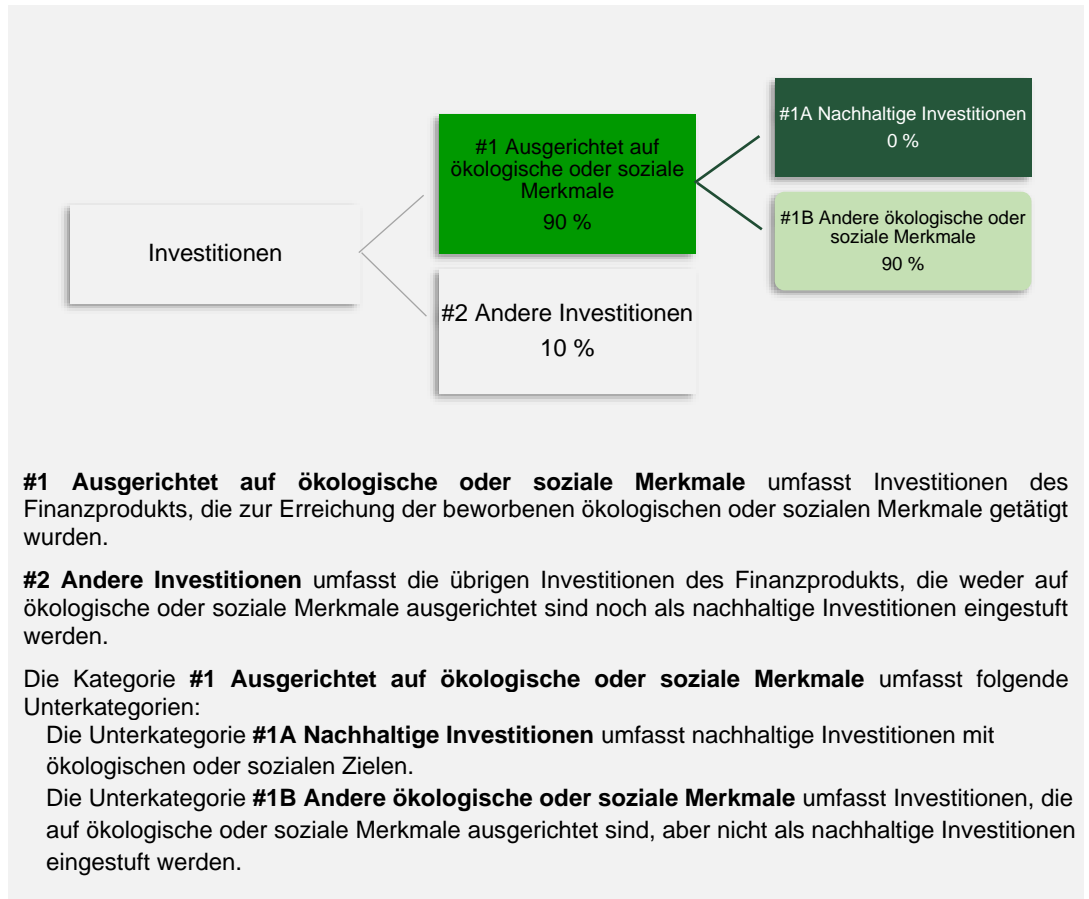 #1A Nachhaltige Investitionen
0 %
#1 Ausgerichtet auf
ökologische oder soziale
Merkmale
90 %
#1B Andere ökologische oder
soziale Merkmale
90 %
Investitionen
#2 Andere Investitionen
10 %
#1 Ausgerichtet auf ökologische oder soziale Merkmale umfasst Investitionen des
Finanzprodukts, die zur Erreichung der beworbenen ökologischen oder sozialen Merkmale getätigt
wurden.
#2 Andere Investitionen umfasst die übrigen Investitionen des Finanzprodukts, die weder auf
ökologische oder soziale Merkmale ausgerichtet sind noch als nachhaltige Investitionen eingestuft
werden.
Die Kategorie #1 Ausgerichtet auf ökologische oder soziale Merkmale umfasst folgende
Unterkategorien:
Die Unterkategorie #1A Nachhaltige Investitionen umfasst nachhaltige Investitionen mit
ökologischen oder sozialen Zielen.
Die Unterkategorie #1B Andere ökologische oder soziale Merkmale umfasst Investitionen, die
auf ökologische oder soziale Merkmale ausgerichtet sind, aber nicht als nachhaltige Investitionen
eingestuft werden.